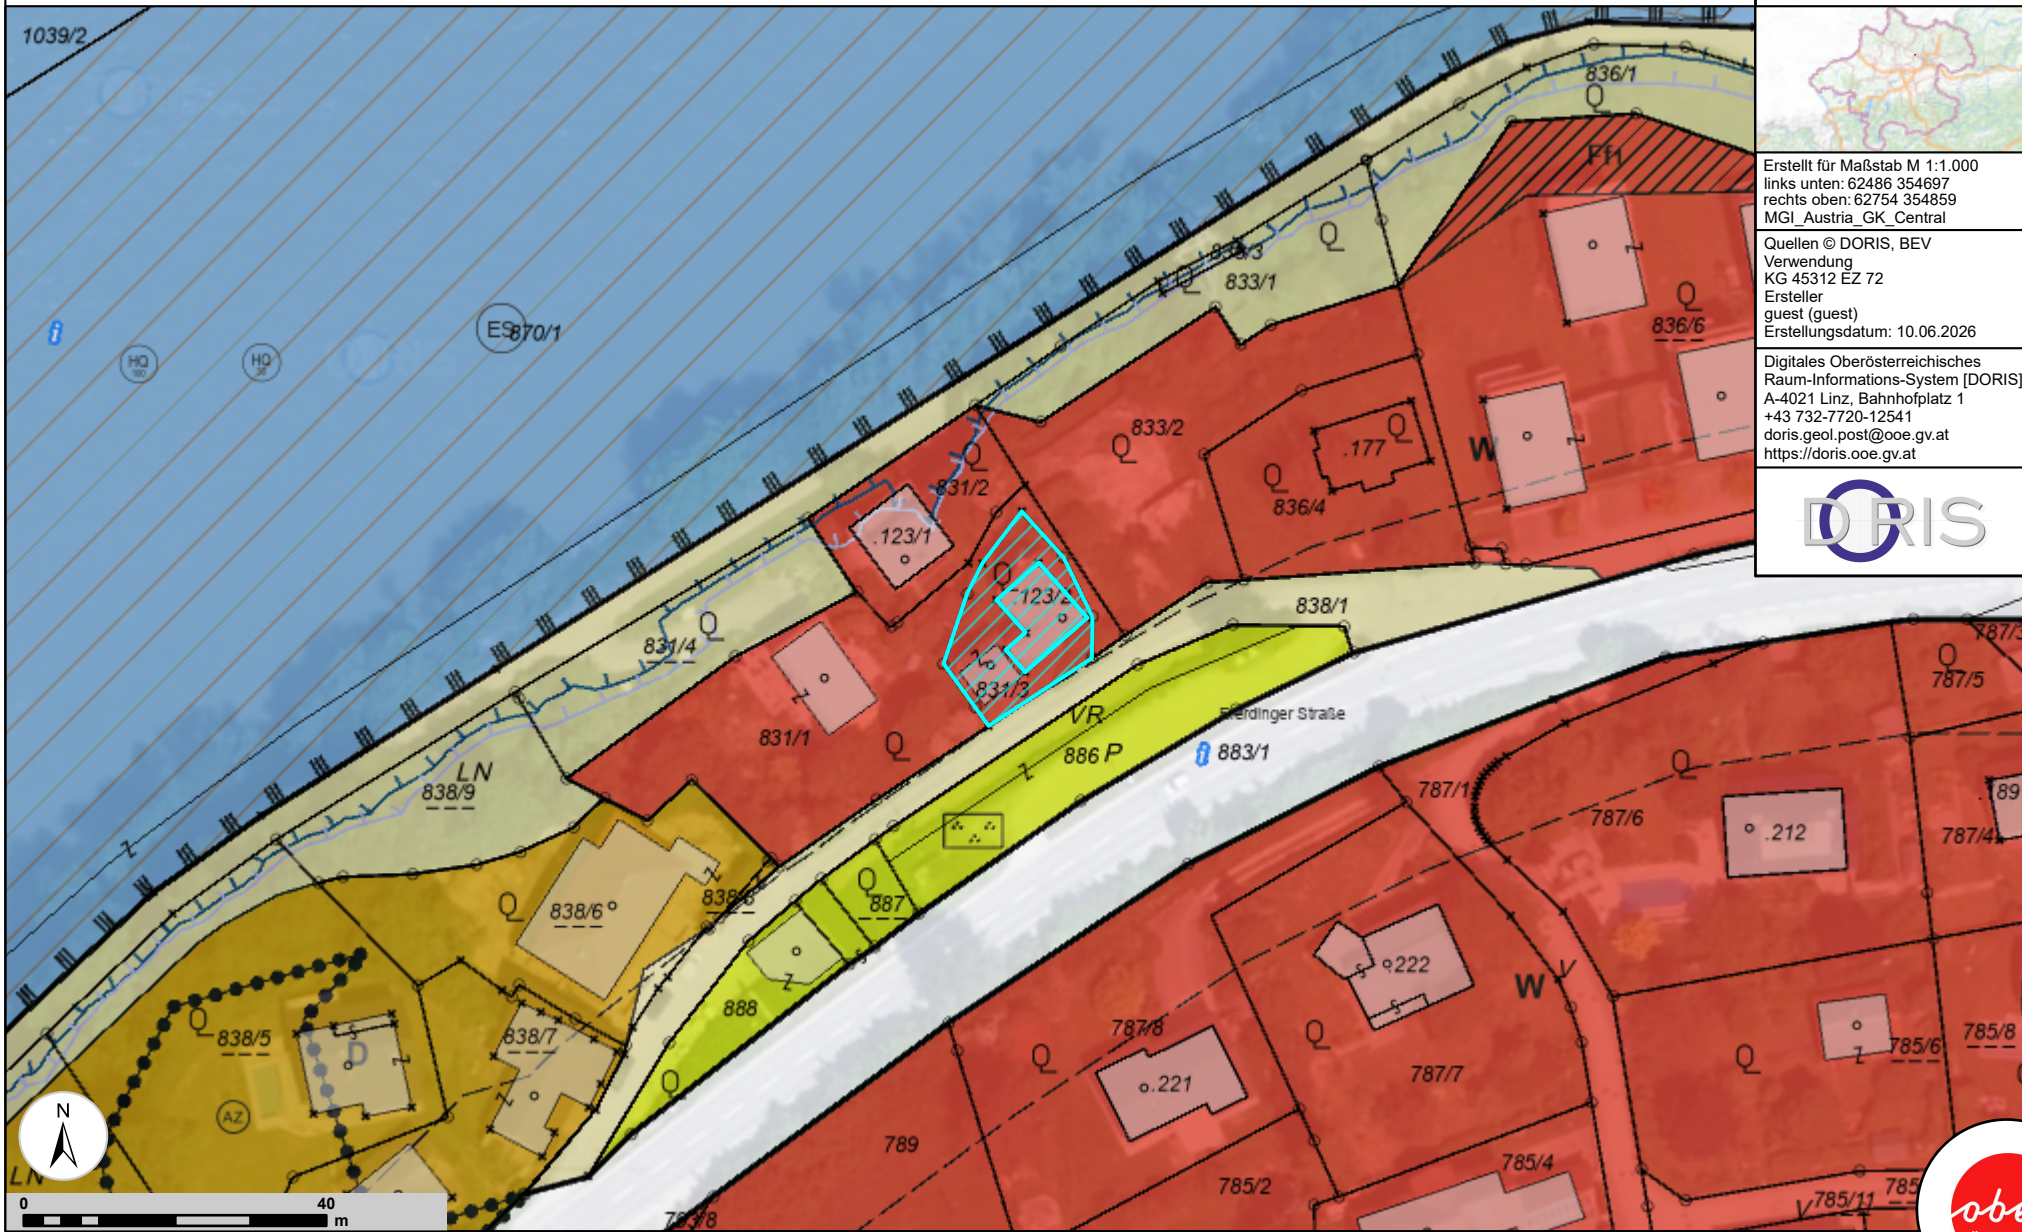 1039/2
836/1
Q
Ff1
Erstellt für Maßstab M 1:1.000
links unten: 62486 354697
rechts oben: 62754 354859
MGI_Austria_GK_Central
Quellen © DORIS, BEV
Verwendung
KG 45312 EZ 72
Ersteller
guest (guest)
Erstellungsdatum: 10.06.2026
Digitales Oberösterreichisches
Raum-Informations-System [DORIS]
A-4021 Linz, Bahnhofplatz 1
+43 732-7720-12541
doris.geol.post@ooe.gv.at
https://doris.ooe.gv.at
DORIS
Q
Q
833/1
Q
836/6
ES
870/1
HQ
100
HQ
30
833/2
Q
Q
.177
W
Q
836/4
Q
831/2
.123/1
Q
.123/2
838/1
Q
831/4
831/3
831/1
Q
VR
886 P
883/1
787/5
Q
LN
838/9
787/1
Q
787/6
.212
787/4
Q
838/6
Q
887
888
Q
838/5
D
838/7
AZ
Q
.222
W
V
787/8
Q
Q
787/7
.221
Q
785/6
785/8
789
785/2
785/4
785/11
V
LN
N
0 40
m